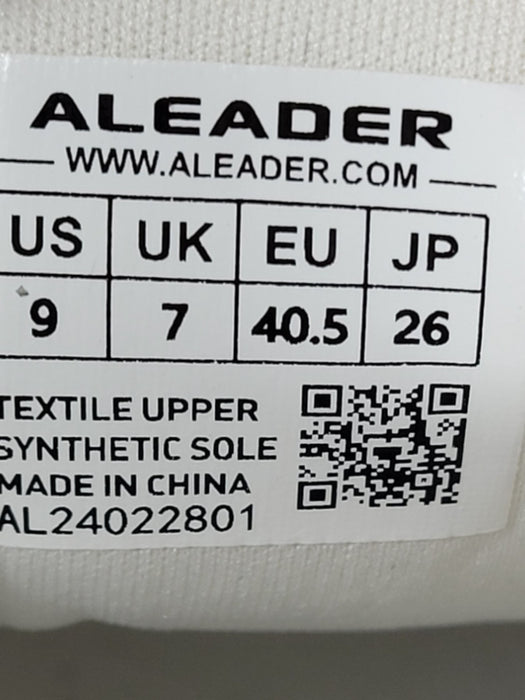 ALEADER
WWW.ALEADER.COM
US UK EU JP
9 7 40.5 26
TEXTILE UPPER
SYNTHETIC SOLE
MADE IN CHINA
AL24022801